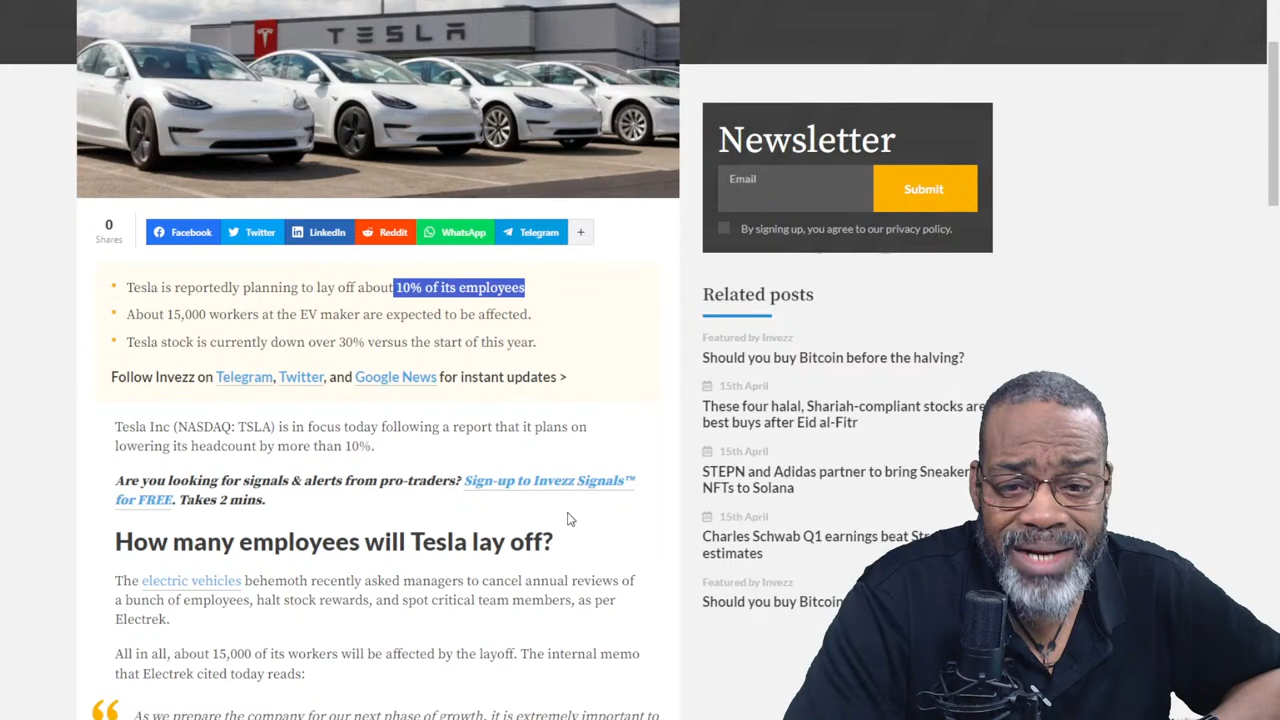 TESLA
0
Shares
Facebook
Twitter
LinkedIn
Reddit
WhatsApp
Telegram
+
• Tesla is reportedly planning to lay off about 10% of its employees
• About 15,000 workers at the EV maker are expected to be affected.
• Tesla stock is currently down over 30% versus the start of this year.
Follow Invezz on Telegram, Twitter, and Google News for instant updates >
Tesla Inc (NASDAQ: TSLA) is in focus today following a report that it plans on
lowering its headcount by more than 10%.
Are you looking for signals & alerts from pro-traders? Sign-up to Invezz Signals™
for FREE. Takes 2 mins.
How many employees will Tesla lay off?
The electric vehicles behemoth recently asked managers to cancel annual reviews of
a bunch of employees, halt stock rewards, and spot critical team members, as per
Electrek.
All in all, about 15,000 of its workers will be affected by the layoff. The internal memo
that Electrek cited today reads:
“ As we prepare the company for our next phase of growth, it is extremely important to
Newsletter
Email
Submit
By signing up, you agree to our privacy policy.
Related posts
Featured by Invezz
Should you buy Bitcoin before the halving?
15th April
These four halal, Shariah-compliant stocks are
best buys after Eid al-Fitr
15th April
STEPN and Adidas partner to bring Sneaker
NFTs to Solana
15th April
Charles Schwab Q1 earnings beat
estimates
Featured by Invezz
Should you buy Bitcoin